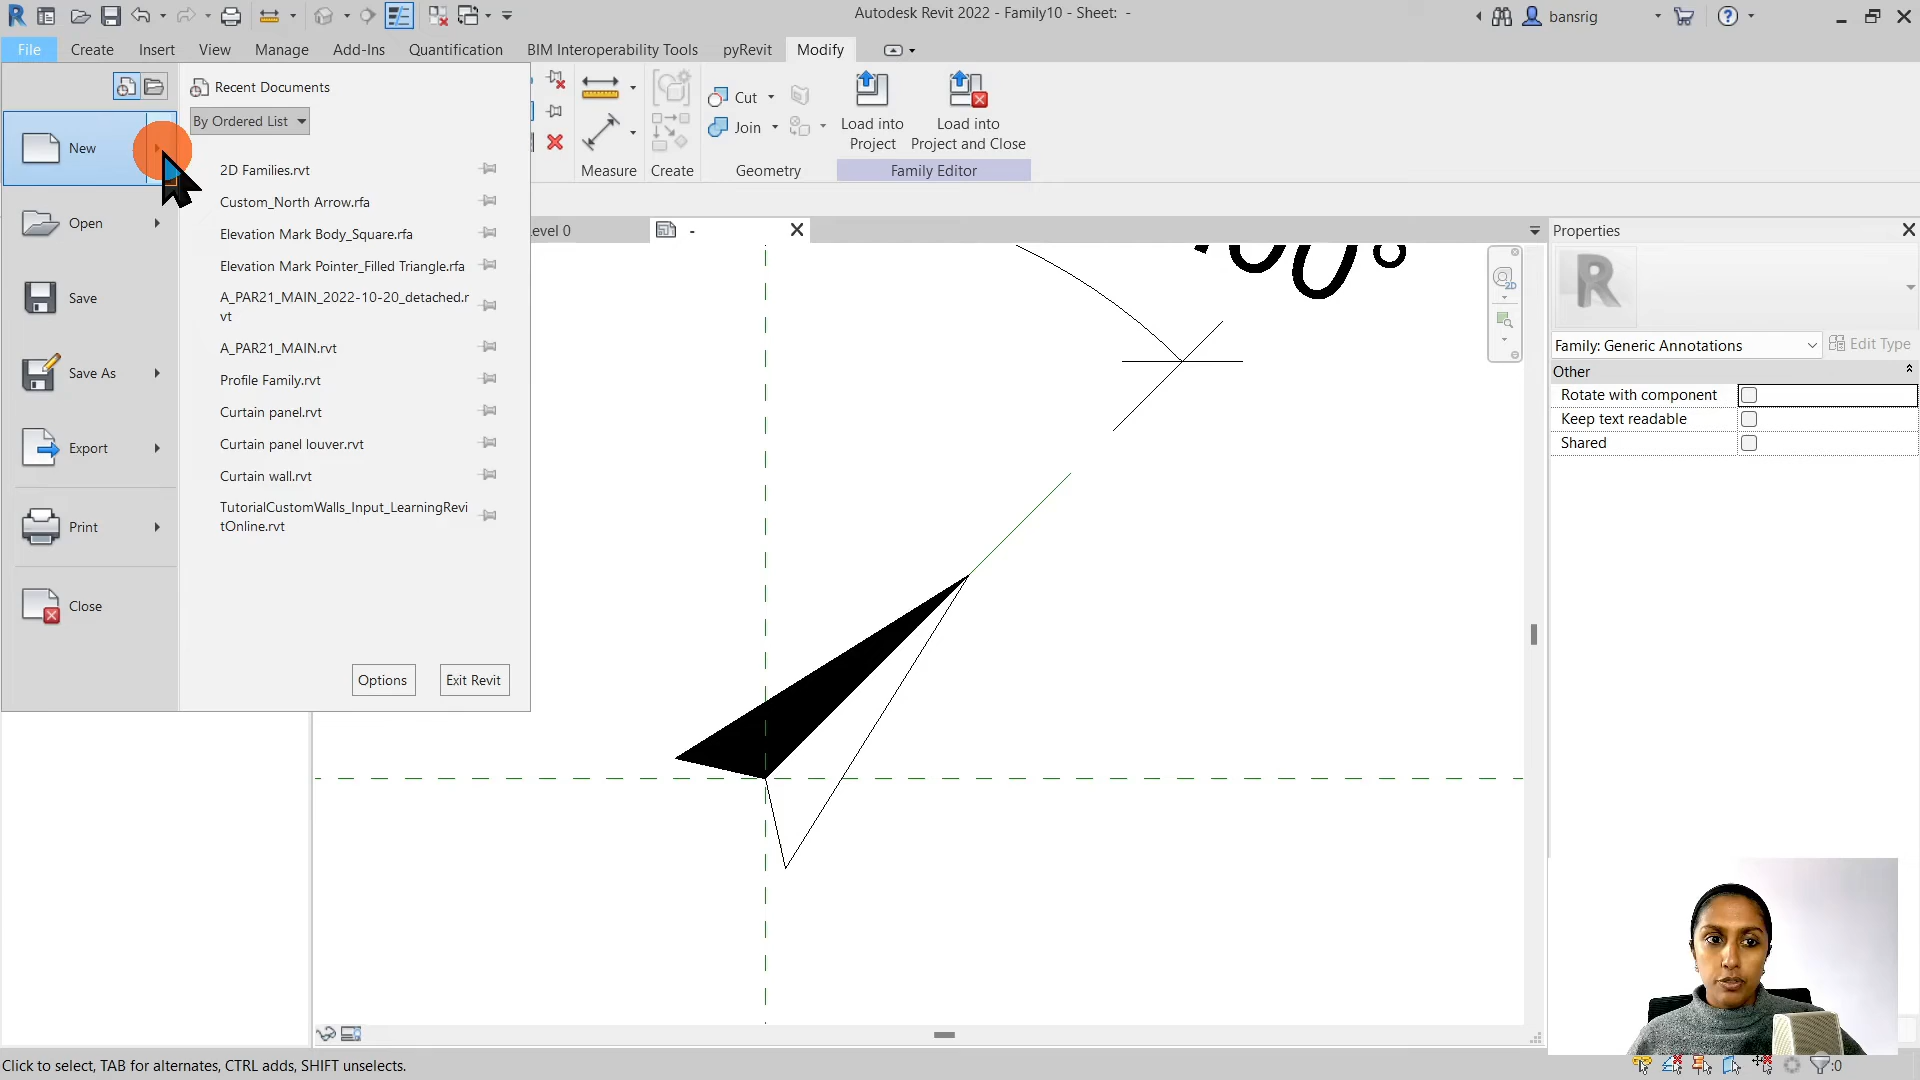 Autodesk Revit 2022 - Family10 - Sheet: -
bansrig
File Create Insert View Manage Add-Ins Quantification BIM Interoperability Tools pyRevit Modify
Recent Documents
By Ordered List
New
Open
Save
Save As
Export
Print
Close
2D Families.rvt
Custom_North Arrow.rfa
Elevation Mark Body_Square.rfa
Elevation Mark Pointer_Filled Triangle.rfa
A_PAR21_MAIN_2022-10-20_detached.r
vt
A_PAR21_MAIN.rvt
Profile Family.rvt
Curtain panel.rvt
Curtain panel louver.rvt
Curtain wall.rvt
TutorialCustomWalls_Input_LearningRevi
tOnline.rvt
Options
Exit Revit
Cut
Join
Load into
Project
Load into
Project and Close
Measure
Create
Geometry
Family Editor
evel 0
-
2D
Properties
Family: Generic Annotations
Edit Type
Other
Rotate with component
Keep text readable
Shared
Click to select, TAB for alternates, CTRL adds, SHIFT unselects.
:0